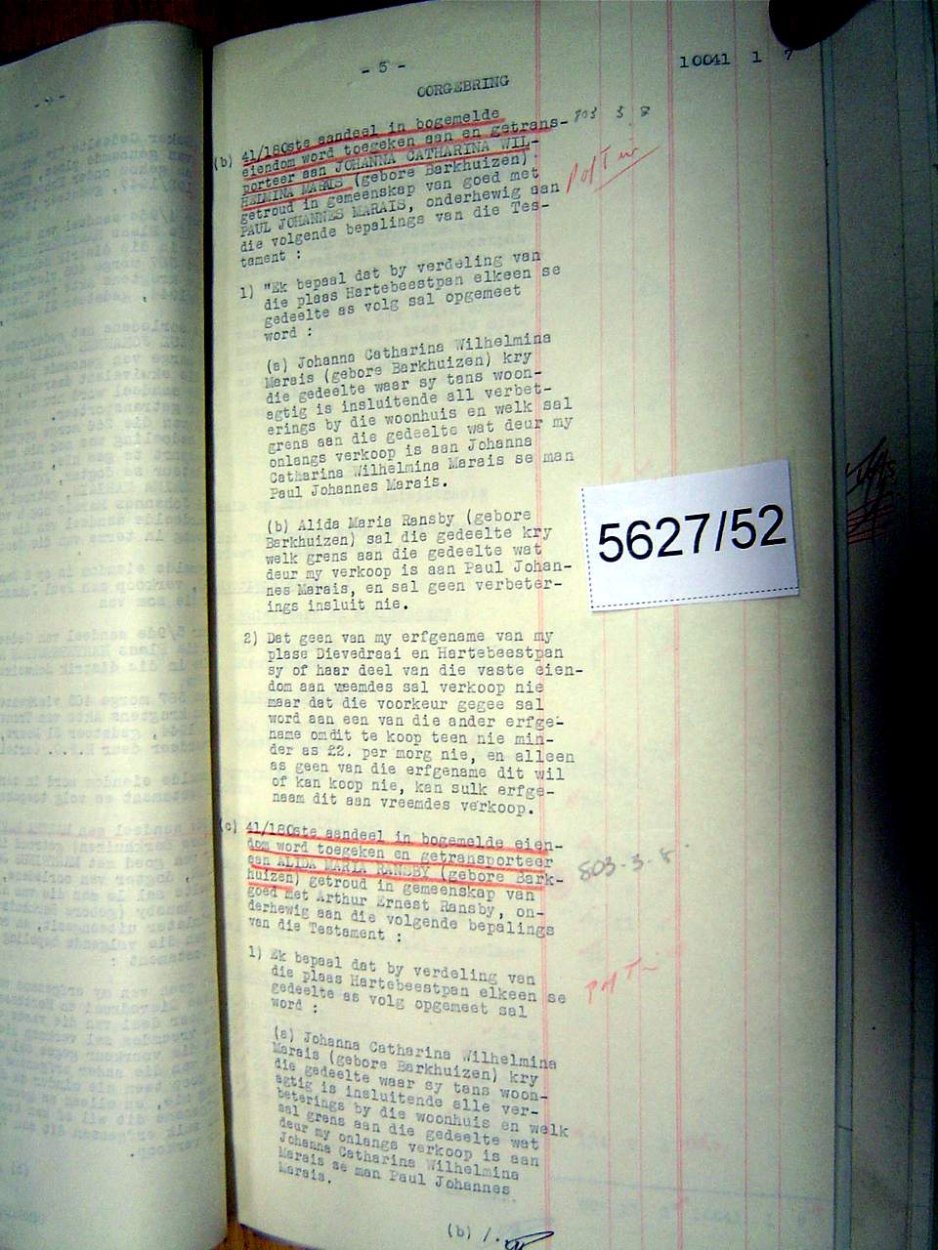 - 5 -
10041 1 7
OORGEBRING
(b) 41/180ste aandeel in bogemelde
eiendom word toegeken aan en getrans-
porteer aan JOHANNA CATHARINA WIL-
HELMINA MARAIS (gebore Barkhuizen)
getroud in gemeenskap van goed met
PAUL JOHANNES MARAIS, onderhewig aan
die volgende bepalings van die Tes-
tament :
803 3 8
1) "Ek bepaal dat by verdeling van
die plaas Hartebeestpan elkeen se
gedeelte as volg sal opgemeet
word :
(a) Johanna Catharina Wilhelmina
Marais (gebore Barkhuizen) kry
die gedeelte waar sy tans woon-
agtig is insluitende all verbet-
erings by die woonhuis en welk sal
grens aan die gedeelte wat deur my
onlangs verkoop is aan Johanna
Catharina Wilhelmina Marais se man
Paul Johannes Marais.
(b) Alida Maria Ransby (gebore
Barkhuizen) sal die gedeelte kry
welk grens aan die gedeelte wat
deur my verkoop is aan Paul Johan-
nes Marais, en sal geen verbeter-
ings insluit nie.
5627/52
2) Dat geen van my erfgename van my
plase Dievedraai en Hartebeestpan
sy of haar deel van die vaste eien-
dom aan vreemdes sal verkoop nie
maar dat die voorkeur gegee sal
word aan een van die ander erfge-
name omdit te koop teen nie min-
der as £2. per morg nie, en alleen
as geen van die erfgename dit wil
of kan koop nie, kan sulk erfge-
naam dit aan vreemdes verkoop.
(c) 41/180ste aandeel in bogemelde eien-
dom word toegeken en getransporteer
aan ALIDA MARIA RANSBY (gebore Bark-
huizen) getroud in gemeenskap van
goed met Arthur Ernest Ransby, on-
derhewig aan die volgende bepalings
van die Testament :
803-3-8.
1) Ek bepaal dat by verdeling van
die plaas Hartebeestpan elkeen se
gedeelte as volg opgemeet sal
word :
(a) Johanna Catharina Wilhelmina
Marais (gebore Barkhuizen) kry
die gedeelte waar sy tans woon-
agtig is insluitende alle ver-
beterings by die woonhuis en welk
sal grens aan die gedeelte wat
deur my onlangs verkoop is aan
Johanna Catharina Wilhelmina
Marais se man Paul Johannes
Marais.
(b) /.